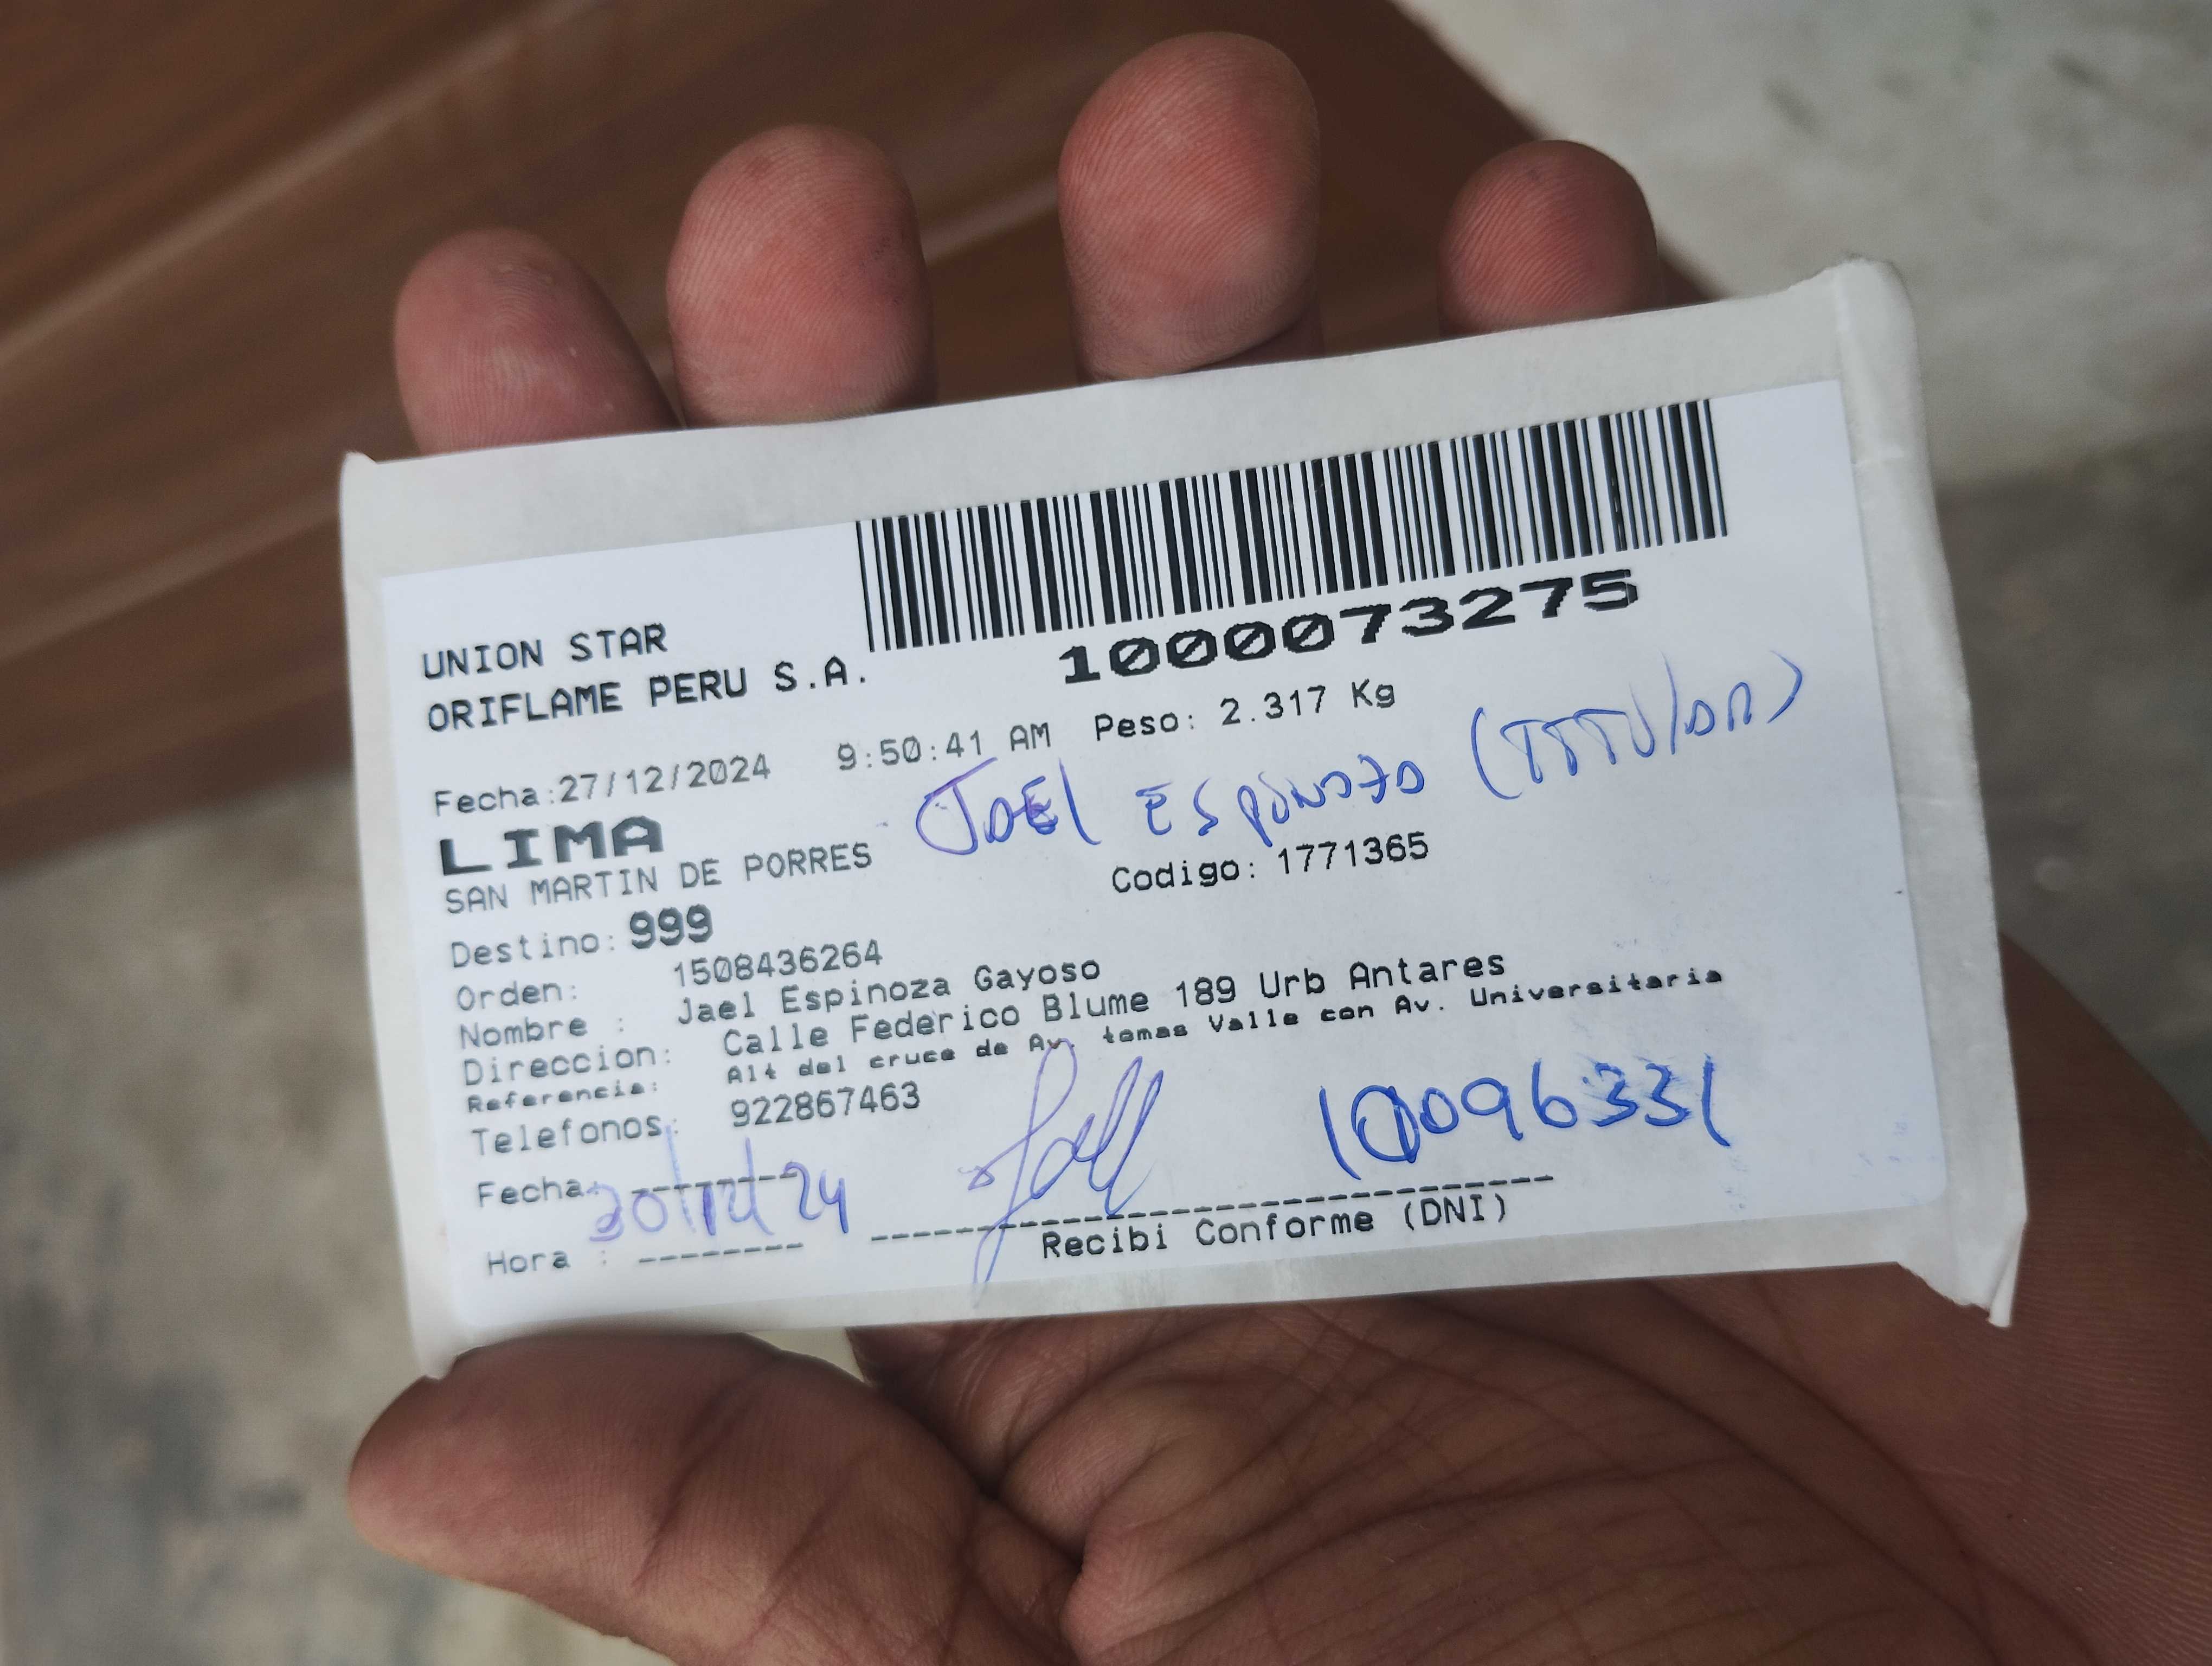 1000073275
UNION STAR
ORIFLAME PERU S.A.
Fecha:27/12/2024 9:50:41 AM Peso: 2.317 Kg
JAEL ESPINOZA (TITULAR)
LIMA
SAN MARTIN DE PORRES
Codigo: 1771365
Destino: 999
Orden: 1508436264
Nombre : Jael Espinoza Gayoso
Direccion: Calle Federico Blume 189 Urb Antares
Referencia: Alt del cruce de Av. tomas Valle con Av. Universitaria
Telefonos: 922867463
10096331
Fecha: 30/12/24
Hora : --------
Recibi Conforme (DNI)